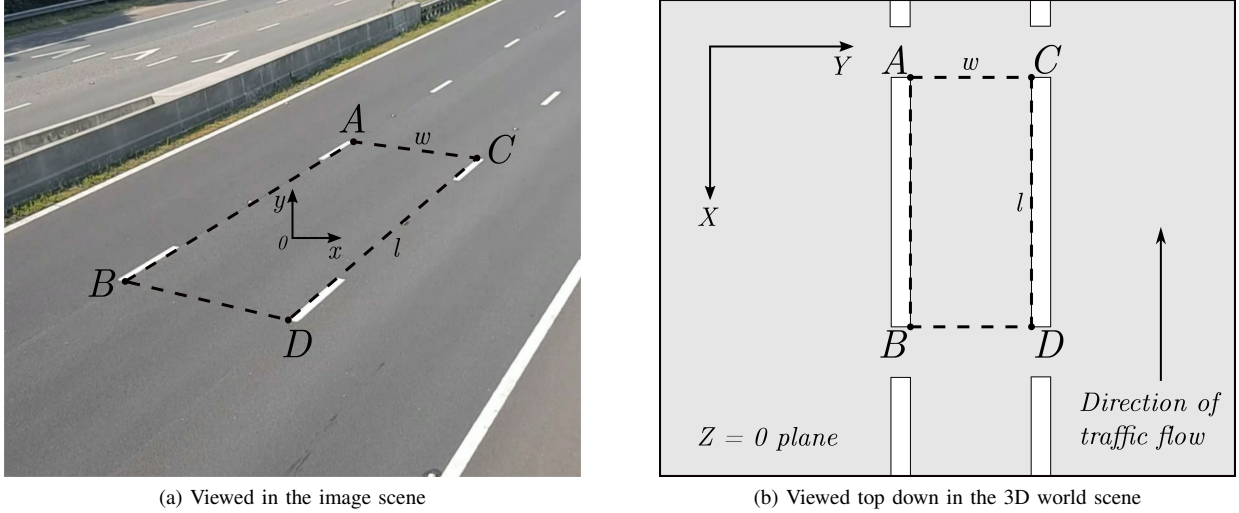 A
w
C
y
0
x
l
B
D
(a) Viewed in the image scene
Y
X
A
w
C
l
B
D
Direction of
traffic flow
Z = 0 plane
(b) Viewed top down in the 3D world scene